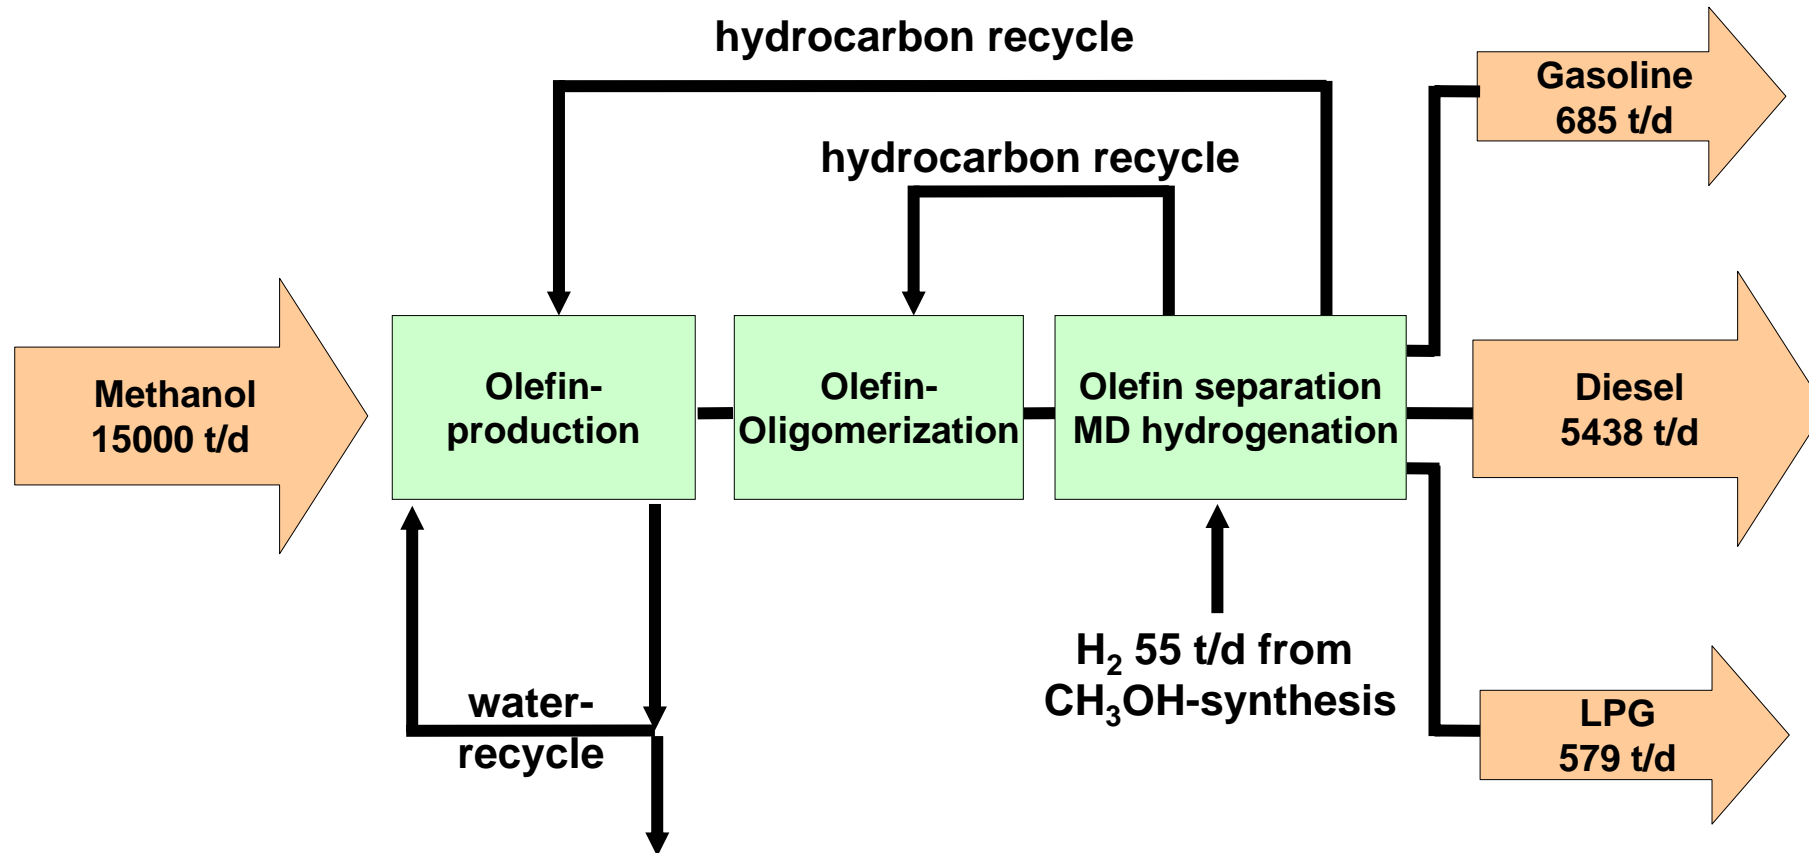 hydrocarbon recycle
Gasoline
685 t/d
hydrocarbon recycle
Methanol
15000 t/d
Olefin-
production
Olefin-
Oligomerization
Olefin separation
MD hydrogenation
Diesel
5438 t/d
H₂ 55 t/d from
CH₃OH-synthesis
water-
recycle
LPG
579 t/d